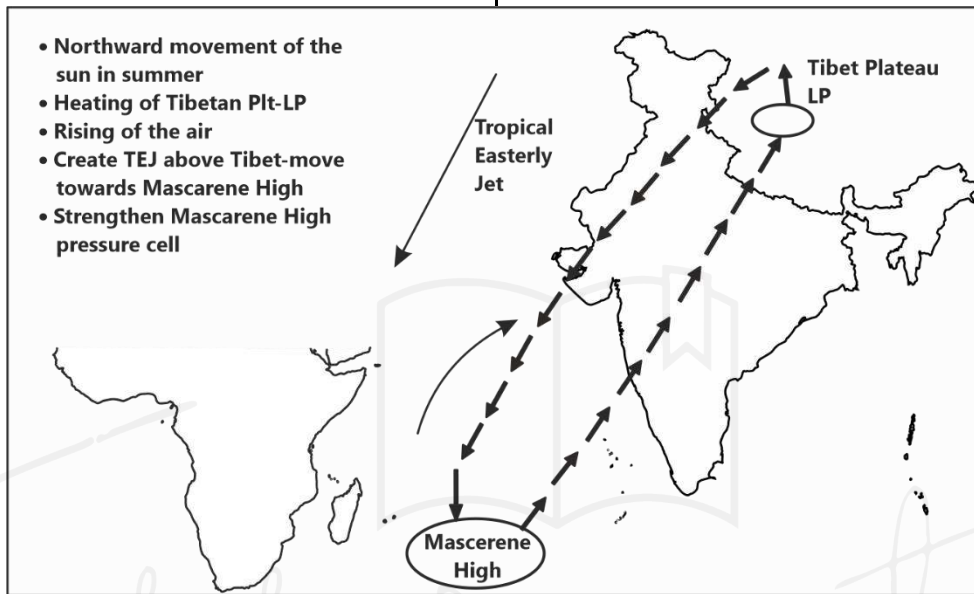 • Northward movement of the
sun in summer
• Heating of Tibetan Plt-LP
• Rising of the air
• Create TEJ above Tibet-move
towards Mascarene High
• Strengthen Mascarene High
pressure cell
Tropical
Easterly
Jet
Tibet Plateau
LP
Mascerene
High